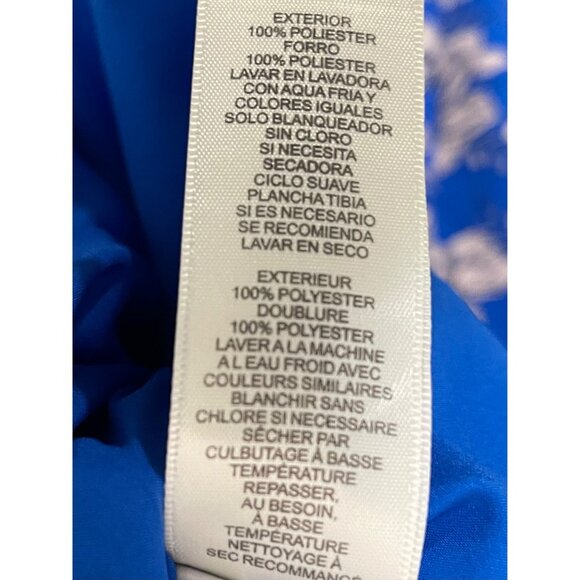 EXTERIOR
100% POLIESTER
FORRO
100% POLIESTER
LAVAR EN LAVADORA
CON AQUA FRIA Y
COLORES IGUALES
SOLO BLANQUEADOR
SIN CLORO
SI NECESITA
SECADORA
CICLO SUAVE
PLANCHA TIBIA
SI ES NECESARIO
SE RECOMIENDA
LAVAR EN SECO
EXTERIEUR
100% POLYESTER
DOUBLURE
100% POLYESTER
LAVER A LA MACHINE
A L EAU FROID AVEC
COULEURS SIMILAIRES
BLANCHIR SANS
CHLORE SI NECESSAIRE
SÉCHER PAR
CULBUTAGE À BASSE
TEMPÉRATURE
REPASSER,
AU BESOIN,
À BASSE
TEMPÉRATURE
NETTOYAGE À
SEC RECOMMANCÉ